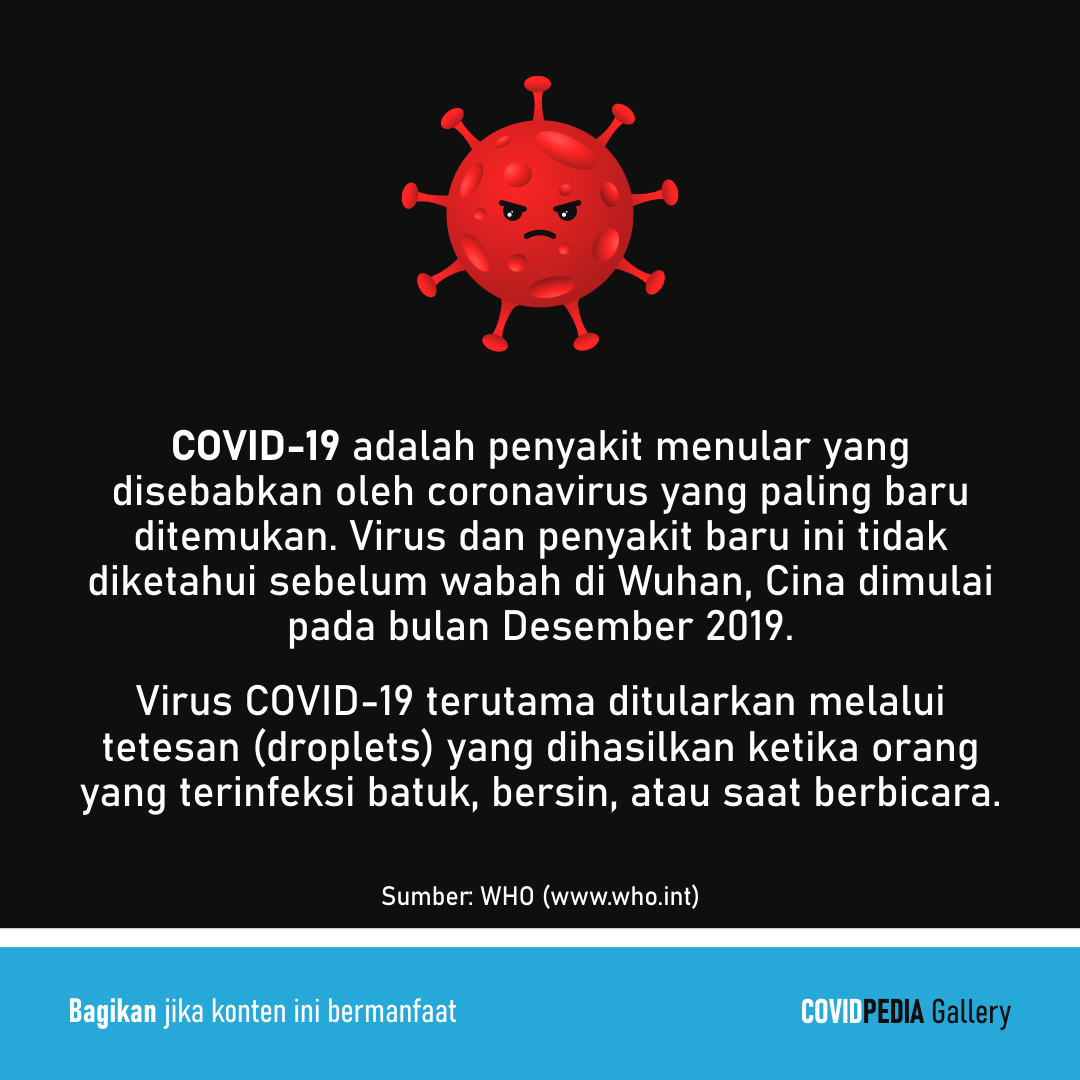 COVID-19 adalah penyakit menular yang
disebabkan oleh coronavirus yang paling baru
ditemukan. Virus dan penyakit baru ini tidak
diketahui sebelum wabah di Wuhan, Cina dimulai
pada bulan Desember 2019.
Virus COVID-19 terutama ditularkan melalui
tetesan (droplets) yang dihasilkan ketika orang
yang terinfeksi batuk, bersin, atau saat berbicara.
Sumber: WHO (www.who.int)
Bagikan jika konten ini bermanfaat
COVIDPEDIA Gallery